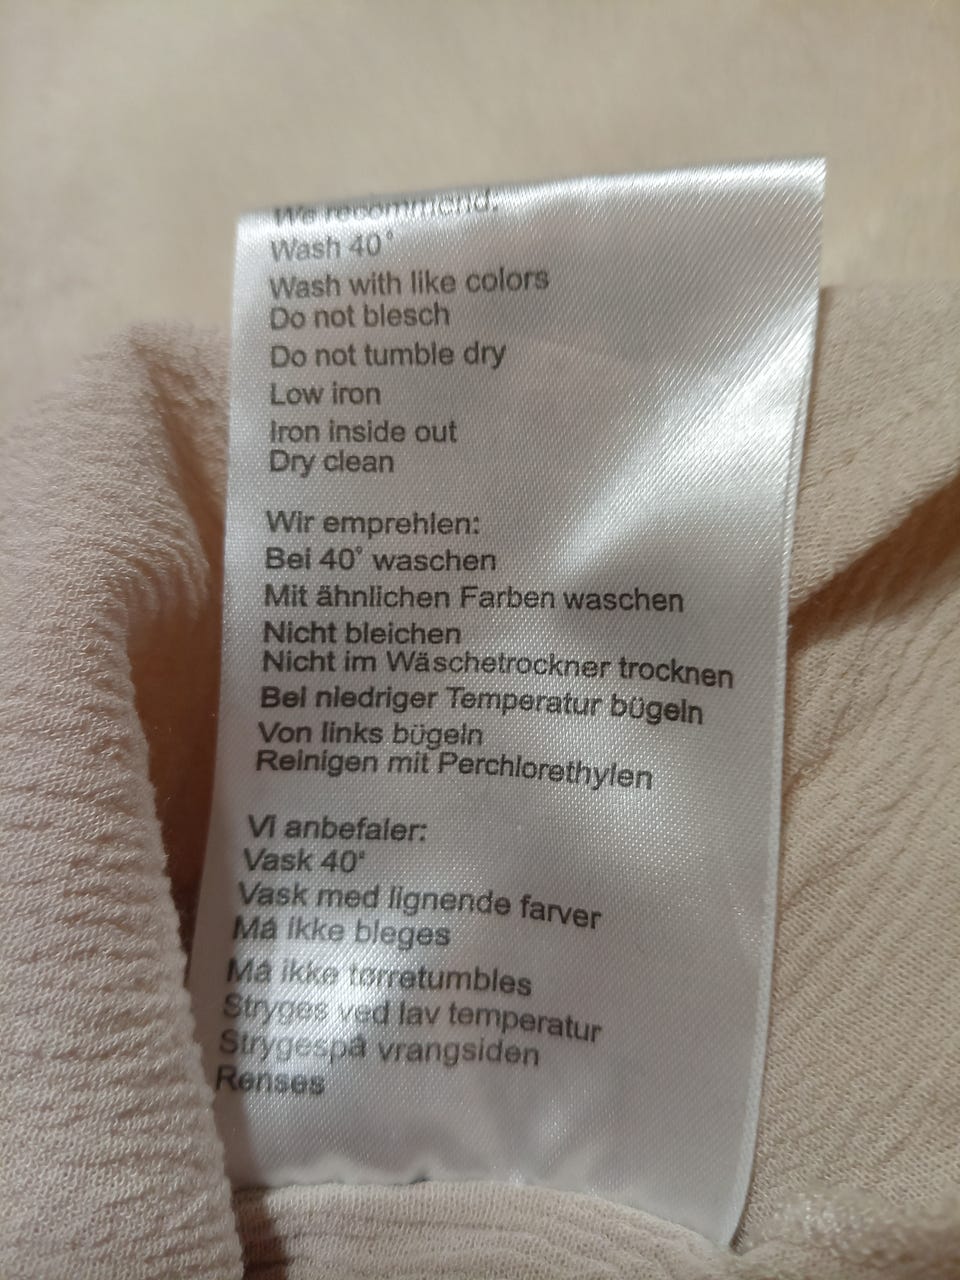 We recommend:
Wash 40°
Wash with like colors
Do not blesch
Do not tumble dry
Low iron
Iron inside out
Dry clean
Wir emprehlen:
Bei 40° waschen
Mit ähnlichen Farben waschen
Nicht bleichen
Nicht im Wäschetrockner trocknen
Bei niedriger Temperatur bügeln
Von links bügeln
Reinigen mit Perchlorethylen
Vi anbefaler:
Vask 40°
Vask med lignende farver
Må ikke bleges
Må ikke tørretumbles
Stryges ved lav temperatur
Strygespå vrangsiden
Renses